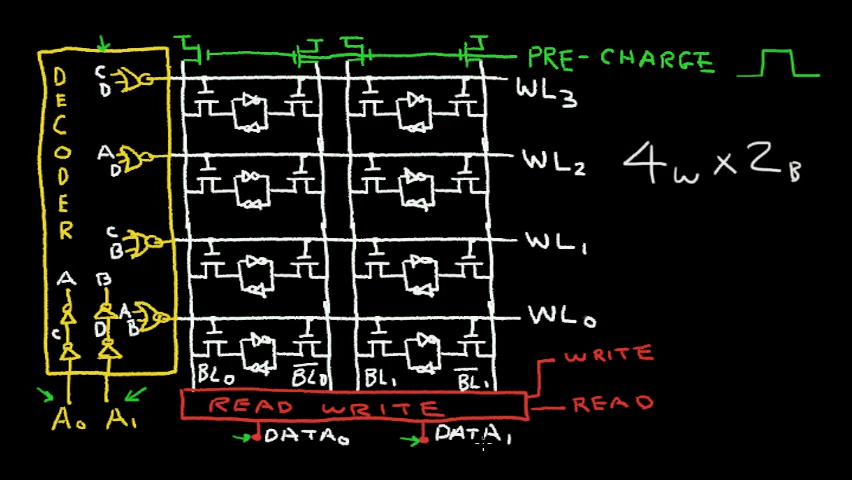 PRE-CHARGE
DECODER
C
D
WL3
A
D
WL2
4W x 2B
C
B
WL1
A B
A
B
WL0
C D
BL0 BL0 BL1 BL1
WRITE
READ WRITE
READ
A0 A1
DATA0 DATA1